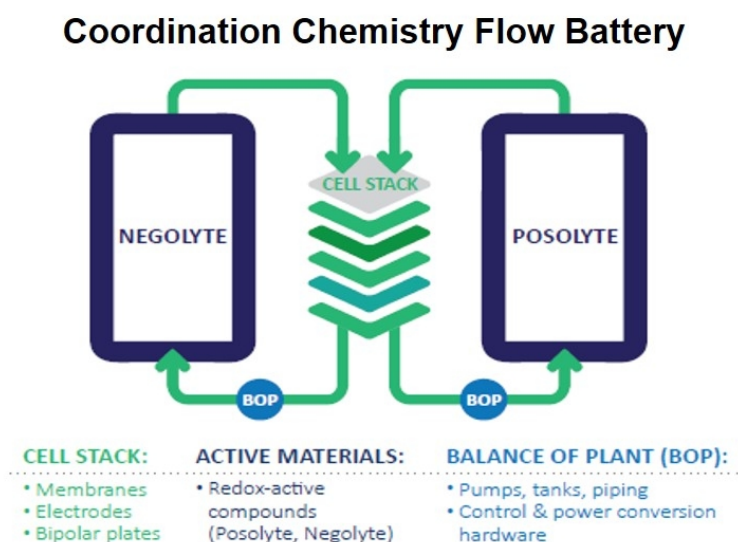 Coordination Chemistry Flow Battery
CELL STACK
NEGOLYTE
POSOLYTE
BOP
BOP
CELL STACK:
• Membranes
• Electrodes
• Bipolar plates
ACTIVE MATERIALS:
• Redox-active
compounds
(Posolyte, Negolyte)
BALANCE OF PLANT (BOP):
• Pumps, tanks, piping
• Control & power conversion
hardware